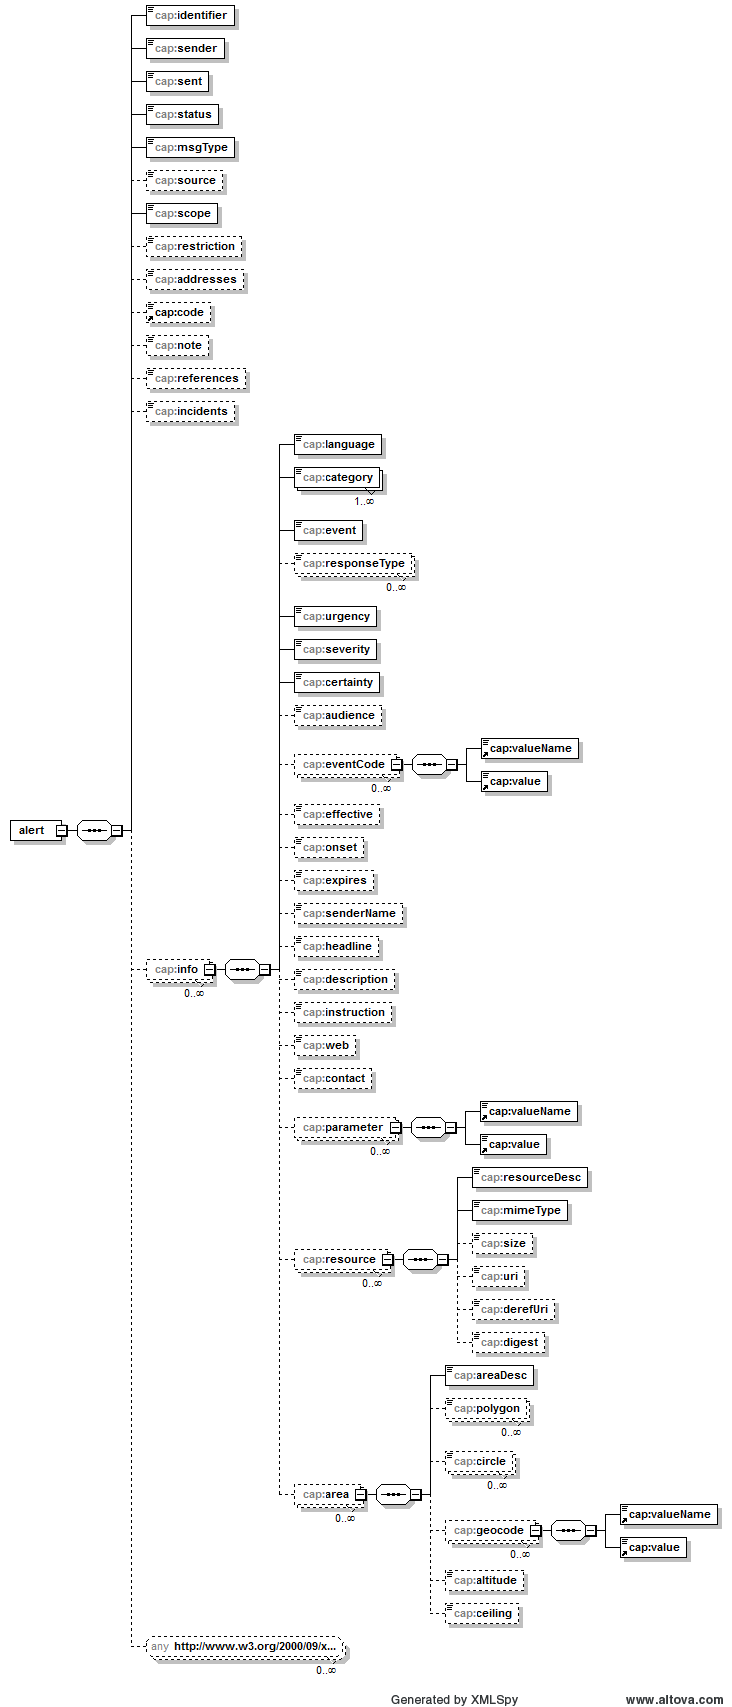 cap:identifier
cap:sender
cap:sent
cap:status
cap:msgType
cap:source
cap:scope
cap:restriction
cap:addresses
cap:code
cap:note
cap:references
cap:incidents
cap:language
cap:category
1..∞
cap:event
cap:responseType
0..∞
cap:urgency
cap:severity
cap:certainty
cap:audience
cap:valueName
cap:eventCode
cap:value
0..∞
cap:effective
alert
cap:onset
cap:expires
cap:senderName
cap:headline
cap:info
cap:description
0..∞
cap:instruction
cap:web
cap:contact
cap:valueName
cap:parameter
cap:value
0..∞
cap:resourceDesc
cap:mimeType
cap:size
cap:resource
cap:uri
0..∞
cap:derefUri
cap:digest
cap:areaDesc
cap:polygon
0..∞
cap:circle
0..∞
cap:area
0..∞
cap:valueName
cap:geocode
cap:value
0..∞
cap:altitude
cap:ceiling
any http://www.w3.org/2000/09/x...
0..∞
Generated by XMLSpy www.altova.com